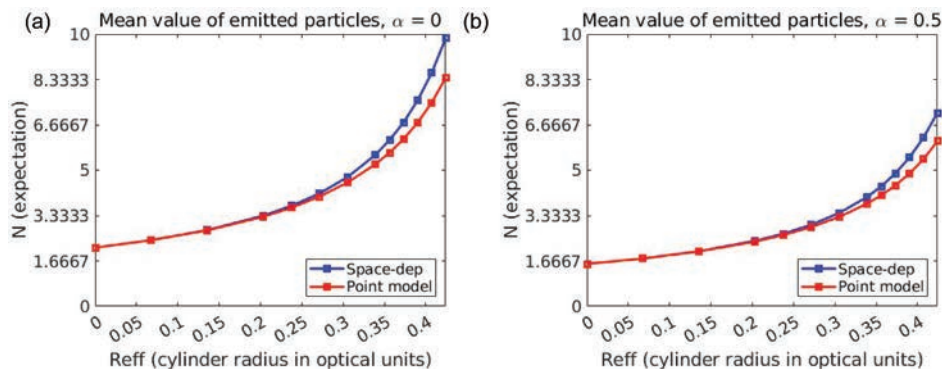 (a)
Mean value of emitted particles, α = 0
10
8.3333
6.6667
5
3.3333
1.6667
0
N (expectation)
Space-dep
Point model
0 0.05 0.1 0.15 0.2 0.25 0.3 0.35 0.4
Reff (cylinder radius in optical units)
(b)
Mean value of emitted particles, α = 0.5
10
8.3333
6.6667
5
3.3333
1.6667
0
N (expectation)
Space-dep
Point model
0 0.05 0.1 0.15 0.2 0.25 0.3 0.35 0.4
Reff (cylinder radius in optical units)